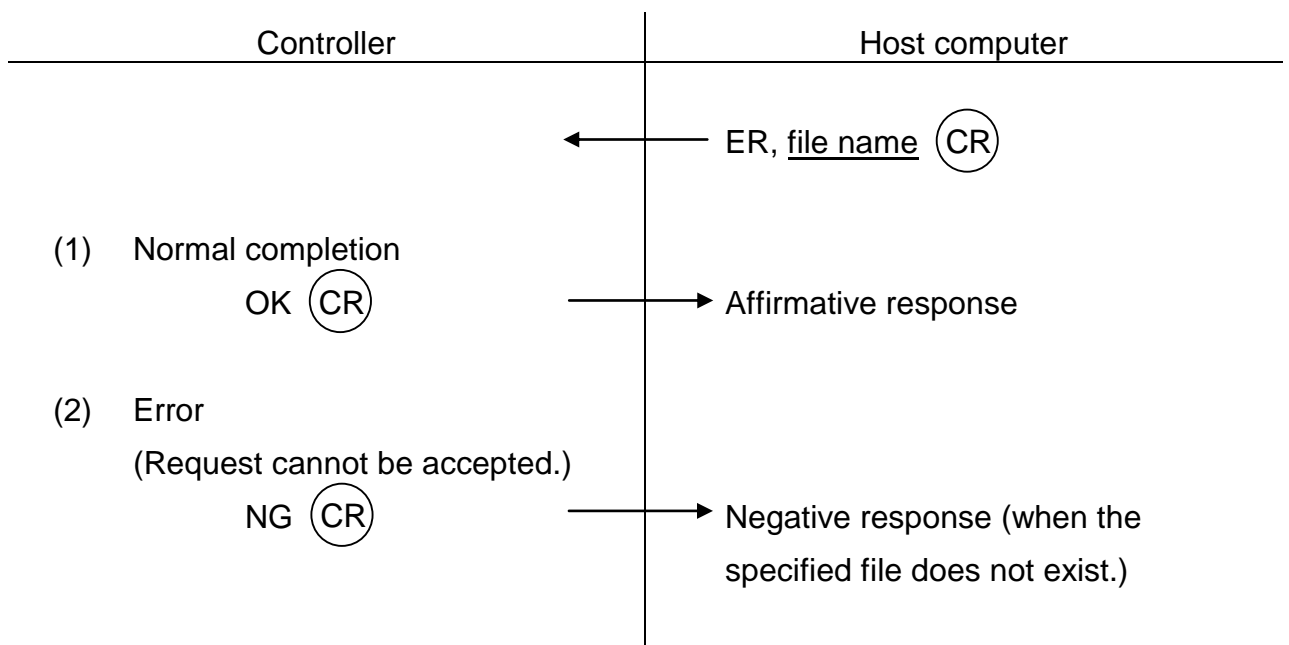 Controller Host computer
ER, file name CR
(1) Normal completion
OK CR Affirmative response
(2) Error
(Request cannot be accepted.)
NG CR Negative response (when the
specified file does not exist.)